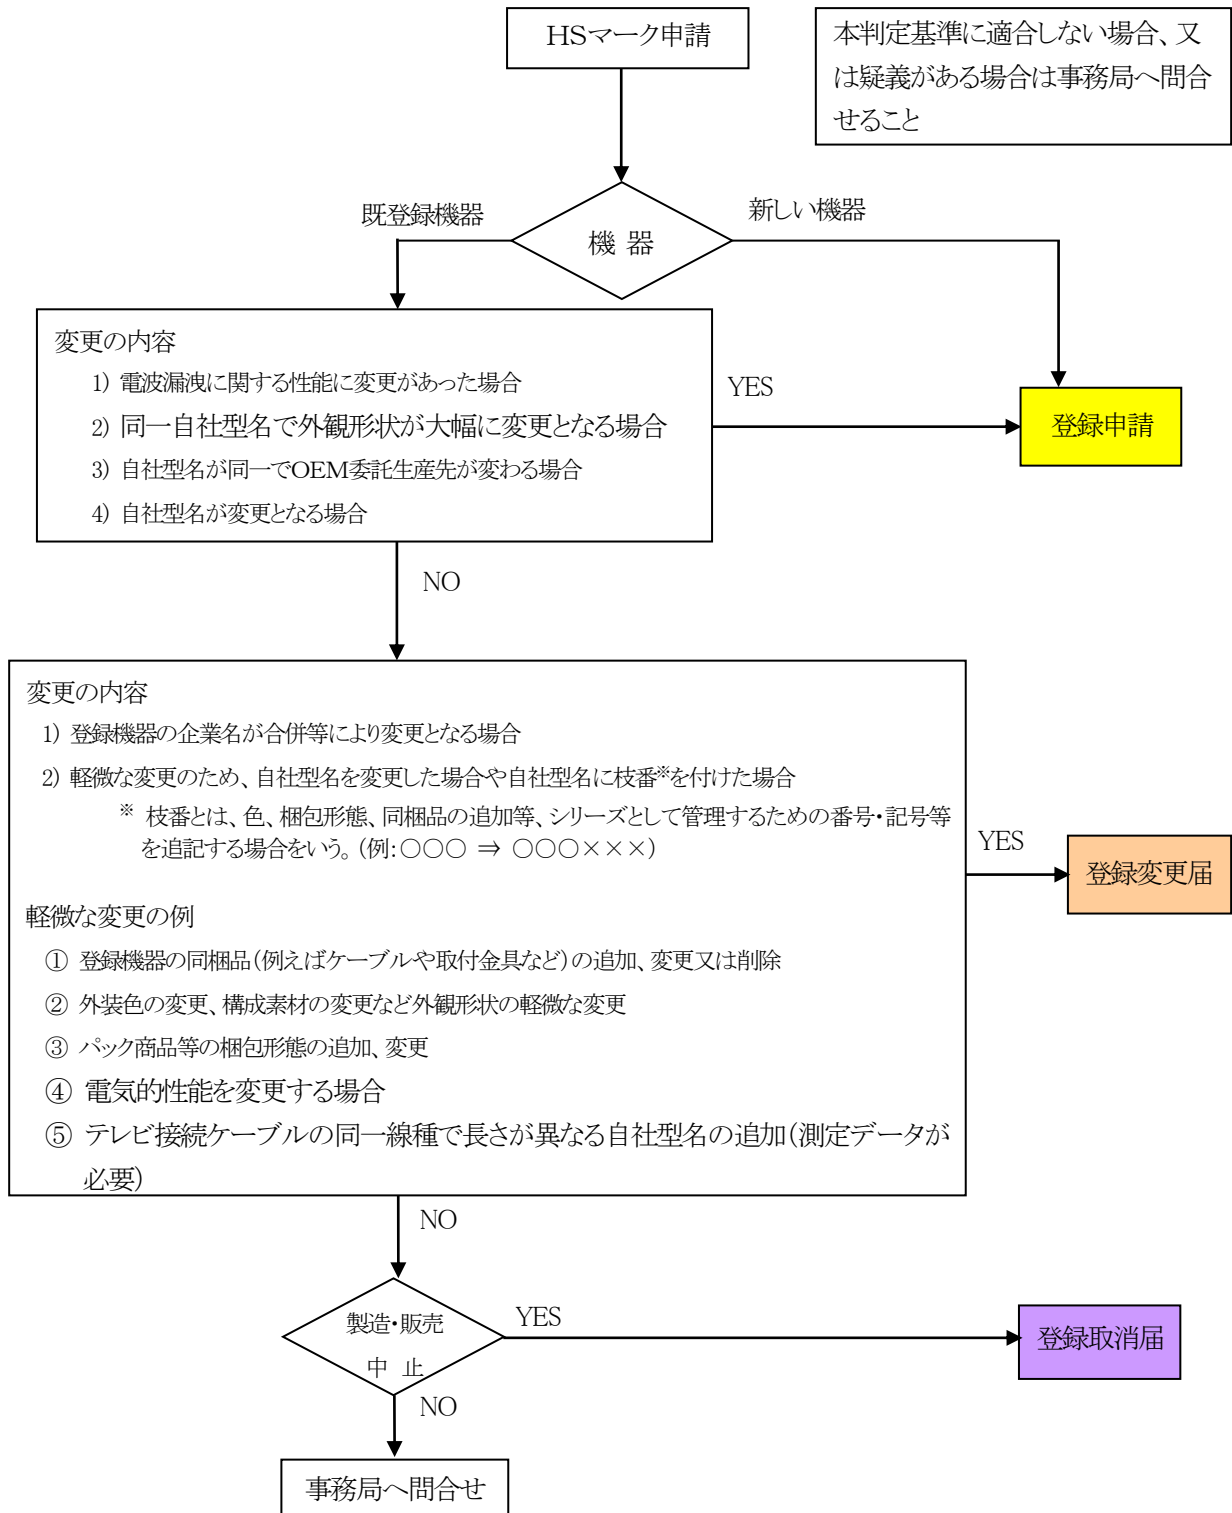 HSマーク申請
本判定基準に適合しない場合、又
は疑義がある場合は事務局へ問合
せること
既登録機器
新しい機器
機 器
変更の内容
1) 電波漏洩に関する性能に変更があった場合
2) 同一自社型名で外観形状が大幅に変更となる場合
3) 自社型名が同一でOEM委託生産先が変わる場合
4) 自社型名が変更となる場合
YES
登録申請
NO
変更の内容
1) 登録機器の企業名が合併等により変更となる場合
2) 軽微な変更のため、自社型名を変更した場合や自社型名に枝番※を付けた場合
※ 枝番とは、色、梱包形態、同梱品の追加等、シリーズとして管理するための番号・記号等
を追記する場合をいう。(例:○○○ ⇒ ○○○×××)
軽微な変更の例
① 登録機器の同梱品(例えばケーブルや取付金具など)の追加、変更又は削除
② 外装色の変更、構成素材の変更など外観形状の軽微な変更
③ パック商品等の梱包形態の追加、変更
④ 電気的性能を変更する場合
⑤ テレビ接続ケーブルの同一線種で長さが異なる自社型名の追加(測定データが
必要)
YES
登録変更届
NO
製造・販売
中 止
YES
登録取消届
NO
事務局へ問合せ